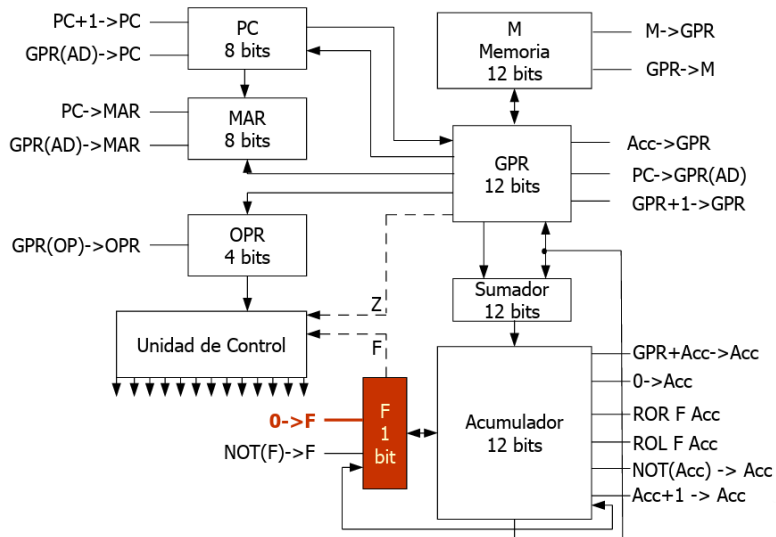 PC+1->PC
GPR(AD)->PC
PC
8 bits
M
Memoria
12 bits
M->GPR
GPR->M
PC->MAR
GPR(AD)->MAR
MAR
8 bits
GPR
12 bits
Acc->GPR
PC->GPR(AD)
GPR+1->GPR
GPR(OP)->OPR
OPR
4 bits
Z
F
Sumador
12 bits
Unidad de Control
0->F
NOT(F)->F
F
1
bit
Acumulador
12 bits
GPR+Acc->Acc
0->Acc
ROR F Acc
ROL F Acc
NOT(Acc) -> Acc
Acc+1 -> Acc